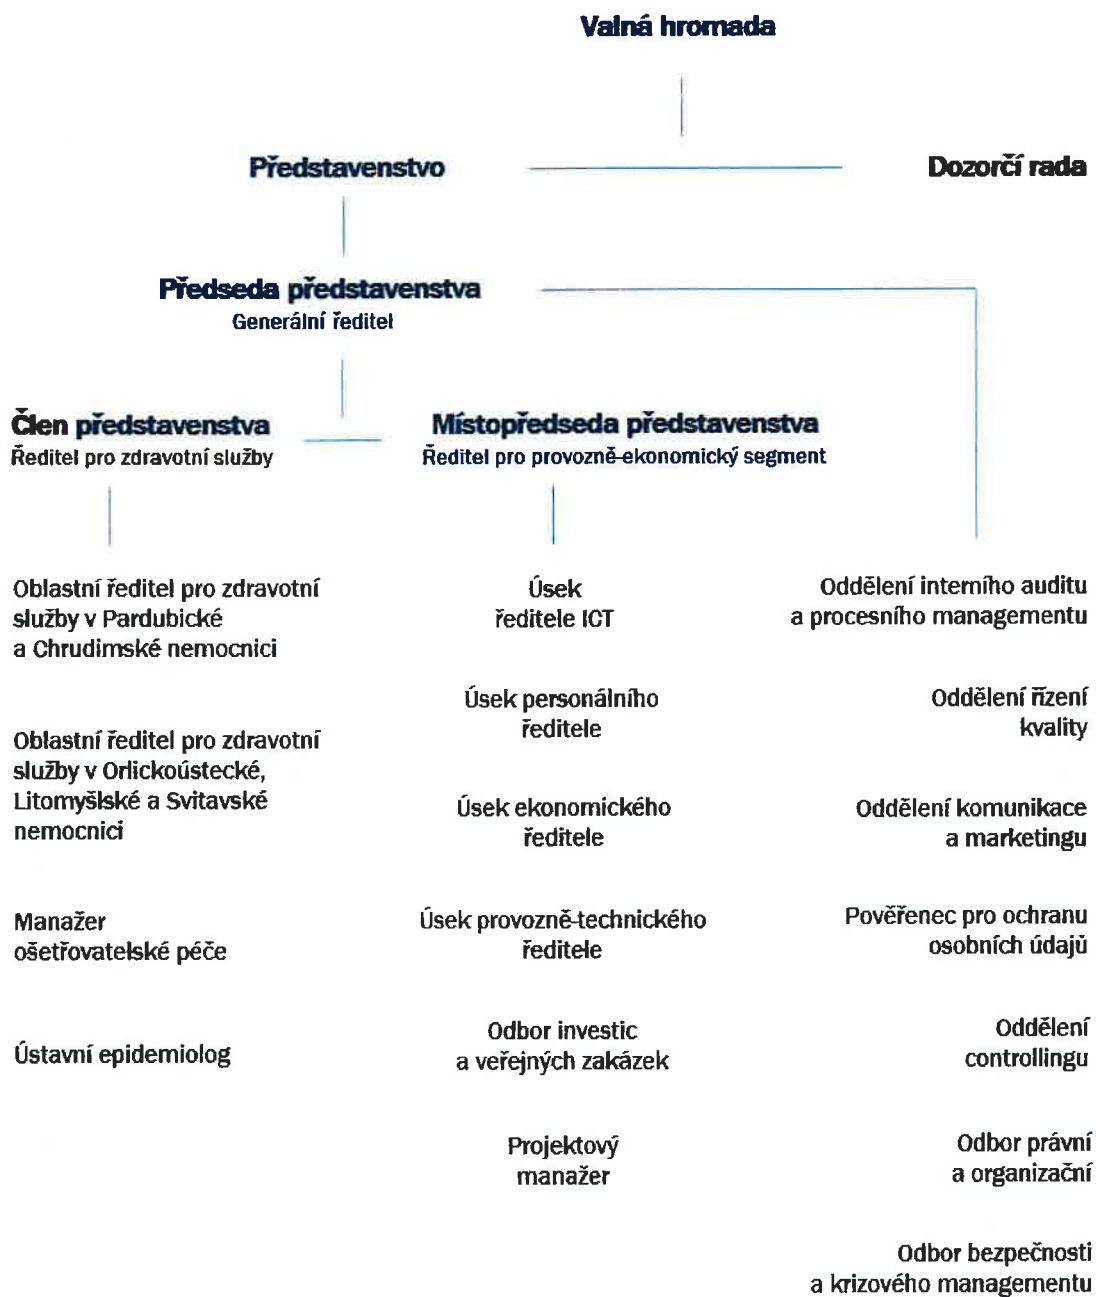 Valná hromada
Představenstvo
Dozorčí rada
Předseda představenstva
Generální ředitel
Člen představenstva
Ředitel pro zdravotní služby
Místopředseda představenstva
Ředitel pro provozně-ekonomický segment
Oblastní ředitel pro zdravotní
služby v Pardubické
a Chrudimské nemocnici
Oblastní ředitel pro zdravotní
služby v Orlickoústecké,
Litomyšlské a Svitavské
nemocnici
Manažer
ošetřovatelské péče
Ústavní epidemiolog
Úsek
ředitele ICT
Úsek personálního
ředitele
Úsek ekonomického
ředitele
Úsek provozně-technického
ředitele
Odbor investic
a veřejných zakázek
Projektový
manažer
Oddělení interního auditu
a procesního managementu
Oddělení řízení
kvality
Oddělení komunikace
a marketingu
Pověřenec pro ochranu
osobních údajů
Oddělení
controllingu
Odbor právní
a organizační
Odbor bezpečnosti
a krizového managementu